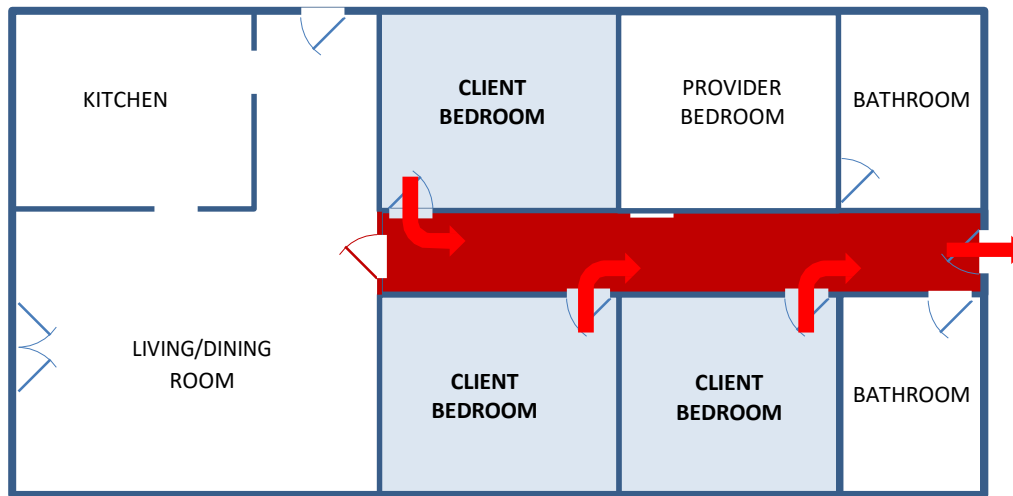 KITCHEN
CLIENT
BEDROOM
PROVIDER
BEDROOM
BATHROOM
LIVING/DINING
ROOM
CLIENT
BEDROOM
CLIENT
BEDROOM
BATHROOM